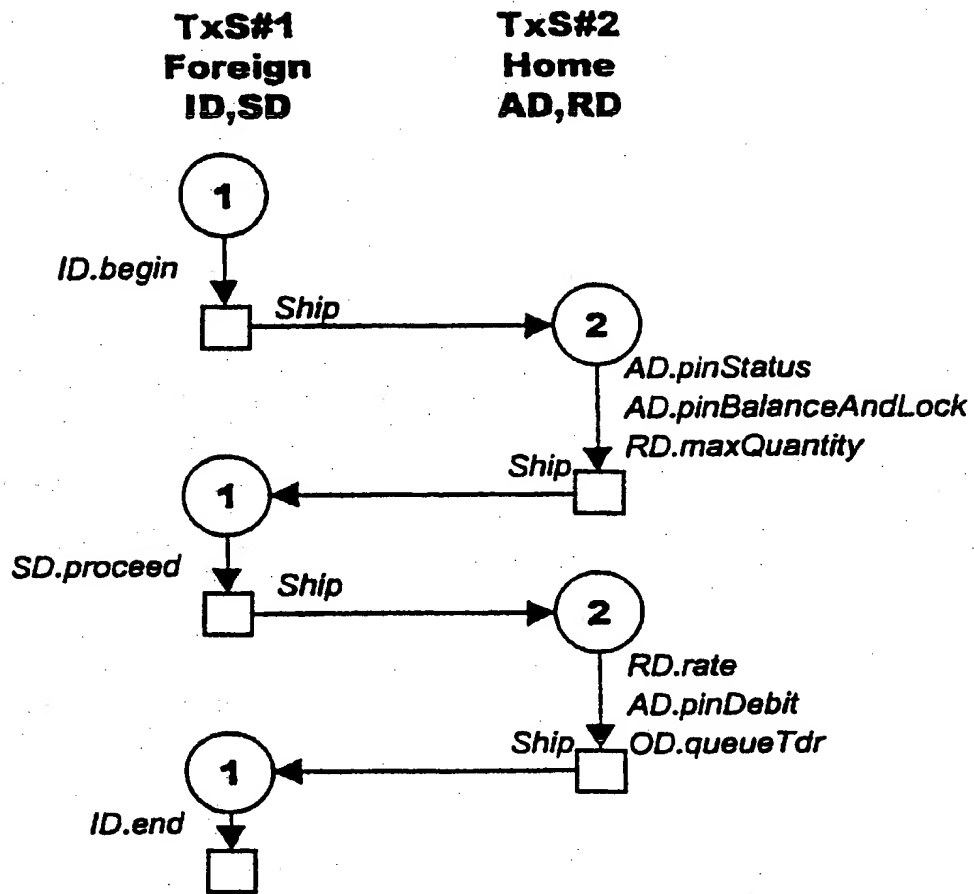 TxS#1
Foreign
ID,SD
TxS#2
Home
AD,RD
1
ID.begin
Ship
2
AD.pinStatus
AD.pinBalanceAndLock
RD.maxQuantity
Ship
1
SD.proceed
Ship
2
RD.rate
AD.pinDebit
OD.queueTdr
Ship
1
ID.end